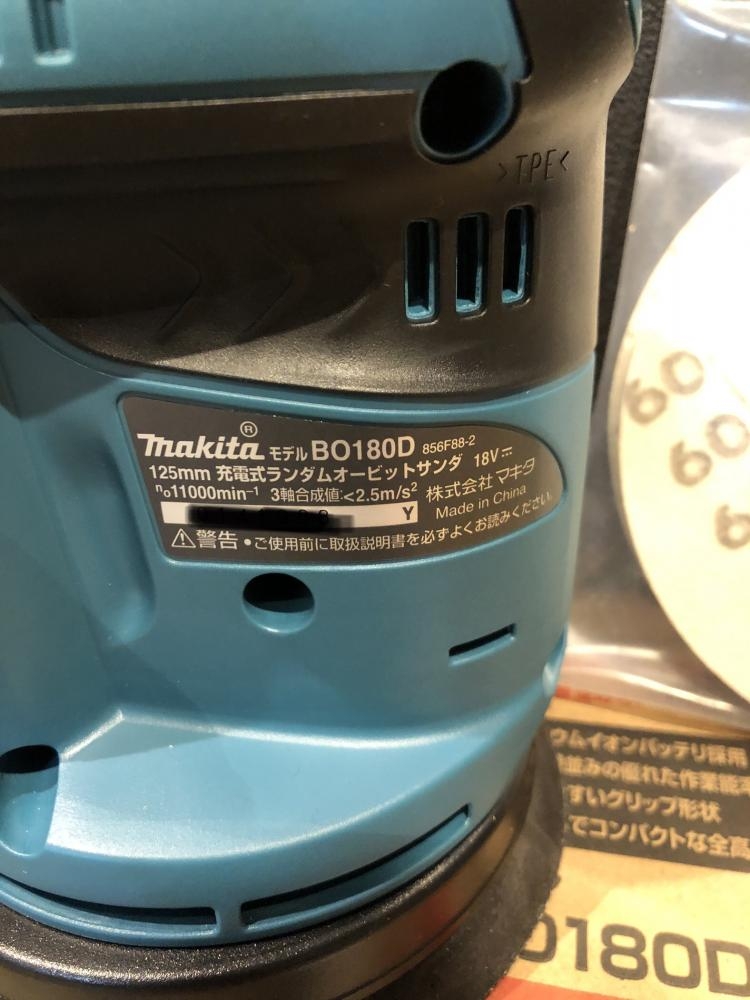 >TPE<
makita® モデル BO180D 856F88-2
125mm 充電式ランダムオービットサンダ 18V⎓
n₀11000min⁻¹ 3軸合成値:<2.5m/s² 株式会社 マキタ
Made in China
Y
⚠警告 •ご使用前に取扱説明書を必ずよくお読みください。
60
60
ウムイオンバッテリ採用
並みの優れた作業能
すいグリップ形状
でコンパクトな全高
0180D